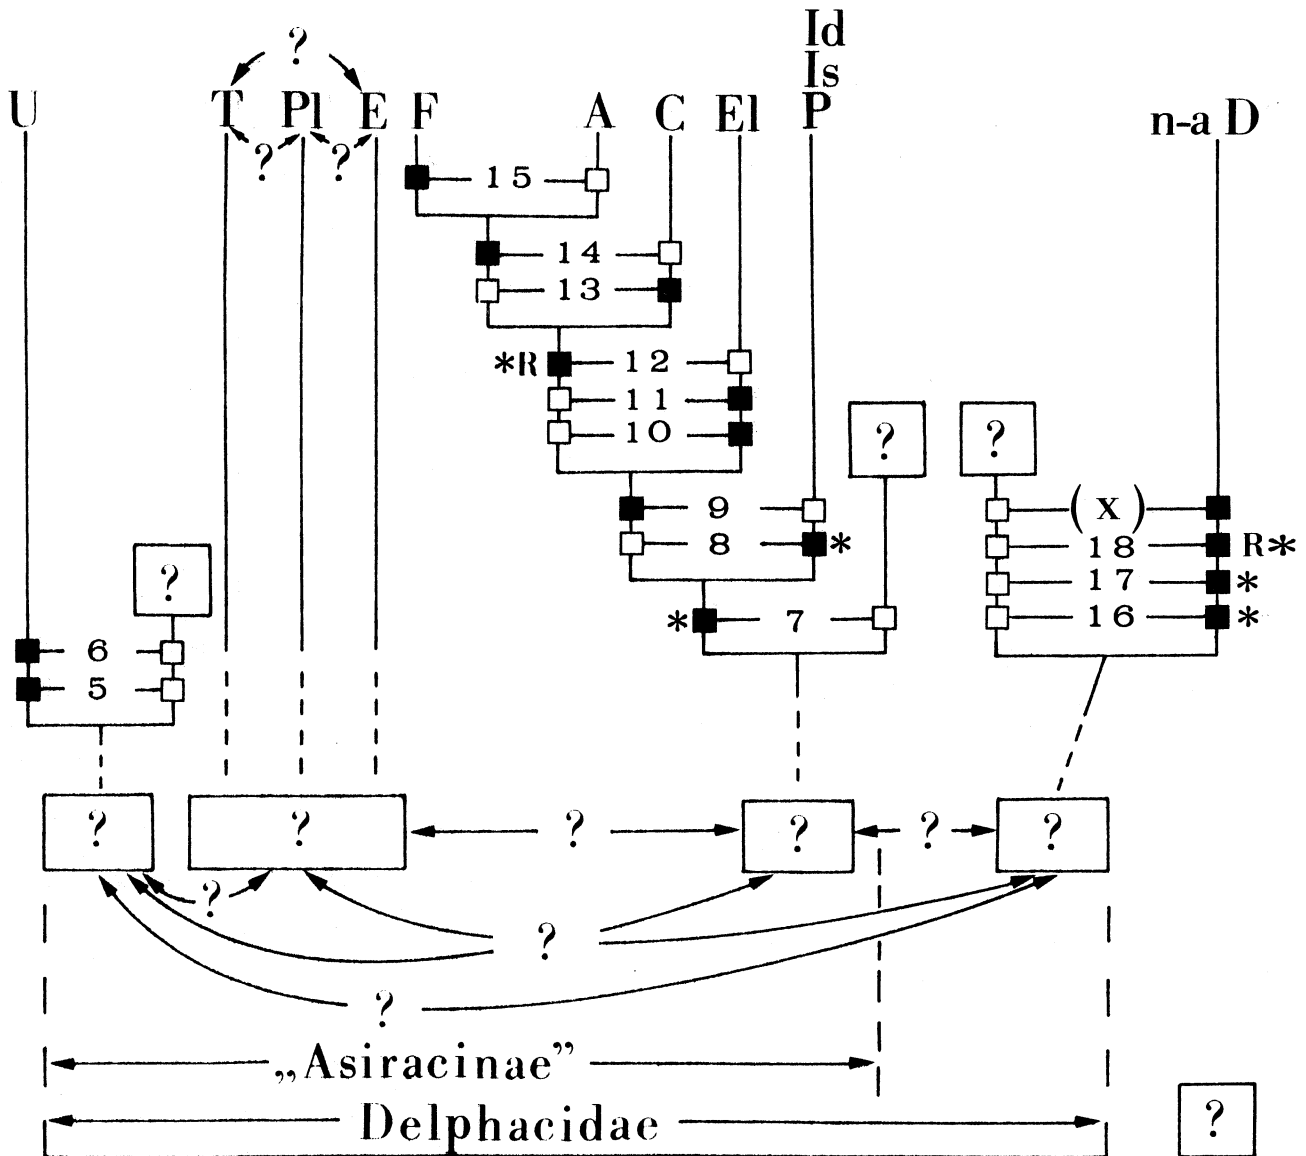 ?
Id
Is
U T Pl E F A C El P n-a D
? ?
15
14
13
*R 12
11
10
? ?
9 (x)
8 * 18 R*
? 17 *
* 7 16 *
6
5
? ? ? ? ? ?
?
?
?
„Asiracinae”
Delphacidae
?